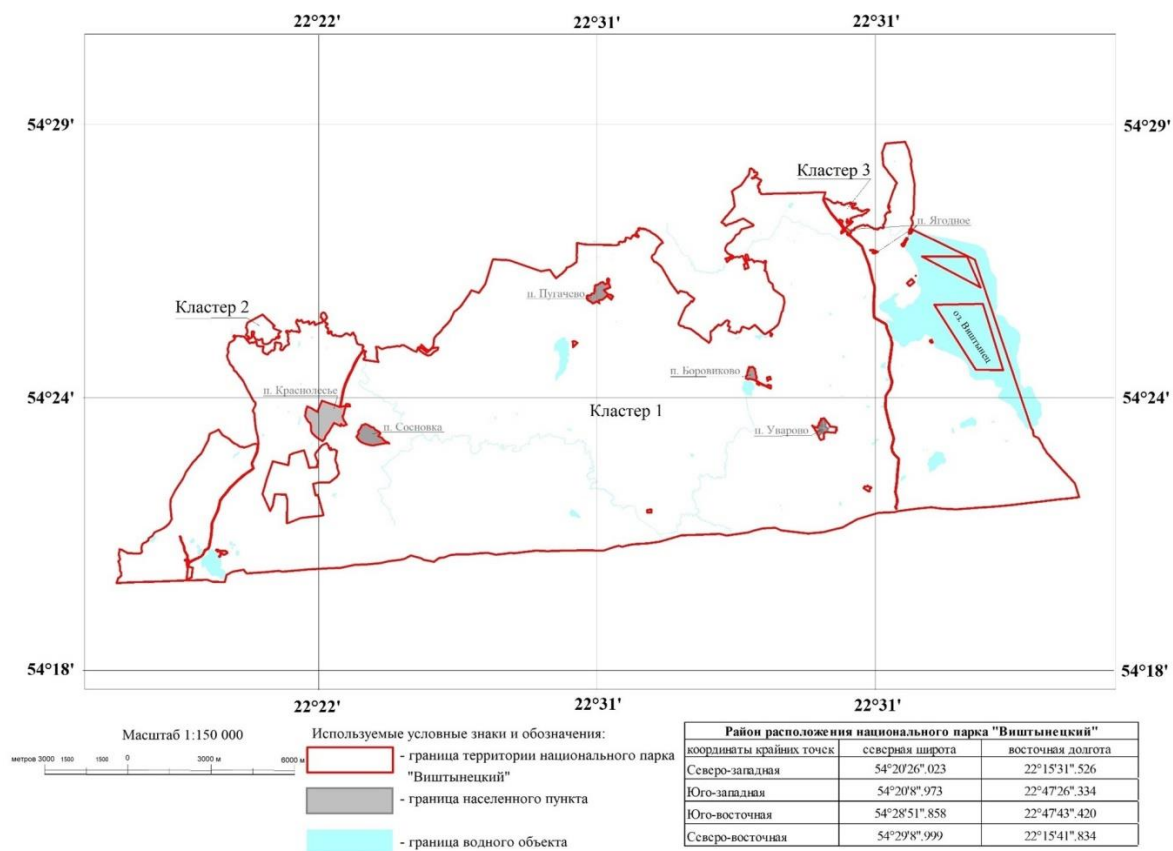 22°22' 22°31' 22°31'
54°29' 54°29'
Кластер 3
п. Ягодное
п. Пугачево
Кластер 2
оз. Виштынец
п. Боровиково
п. Краснолесье
54°24' 54°24'
Кластер 1
п. Сосновка
п. Уварово
54°18' 54°18'
22°22' 22°31' 22°31'
Масштаб 1:150 000
метров 3000 1500 1500 0 3000 м 6000 м
Используемые условные знаки и обозначения:
- граница территории национального парка
"Виштынецкий"
- граница населенного пункта
- граница водного объекта
Район расположения национального парка "Виштынецкий"
координаты крайних точек северная широта восточная долгота
Северо-западная 54°20'26".023 22°15'31".526
Юго-западная 54°20'8".973 22°47'26".334
Юго-восточная 54°28'51".858 22°47'43".420
Северо-восточная 54°29'8".999 22°15'41".834